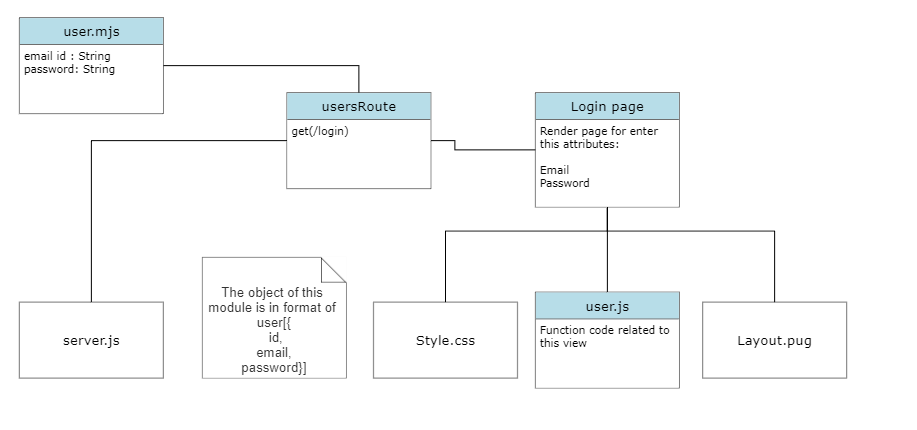 user.mjs
email id : String
password: String
usersRoute
get(/login)
Login page
Render page for enter
this attributes:
Email
Password
server.js
The object of this
module is in format of
user[{
id,
email,
password}]
Style.css
user.js
Function code related to
this view
Layout.pug